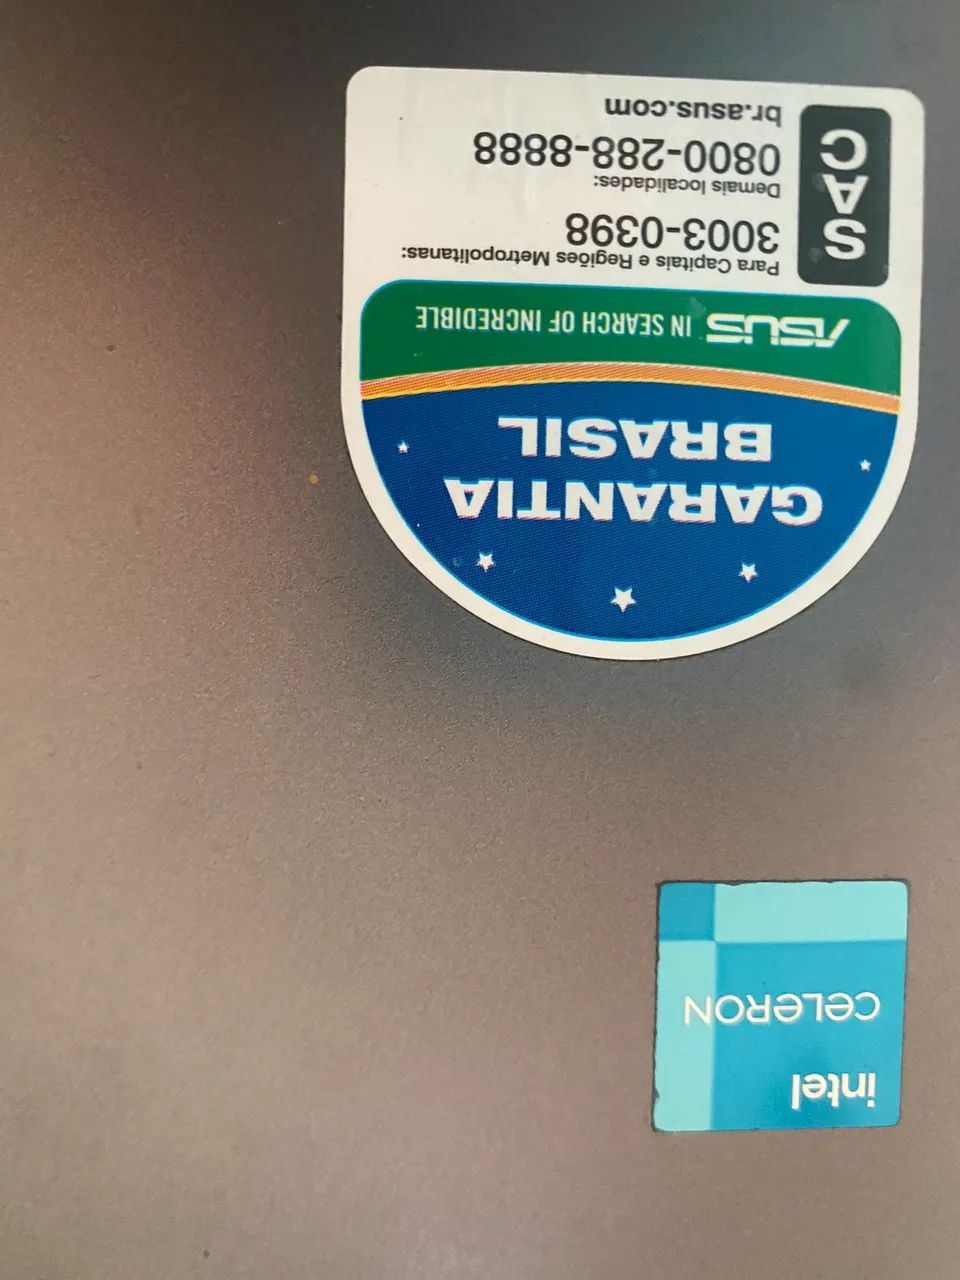 intel
CELERON
GARANTIA
BRASIL
ASUS IN SEARCH OF INCREDIBLE
SAC
Para Capitais e Regiões Metropolitanas:
3003-0398
Demais localidades:
0800-288-8888
br.asus.com